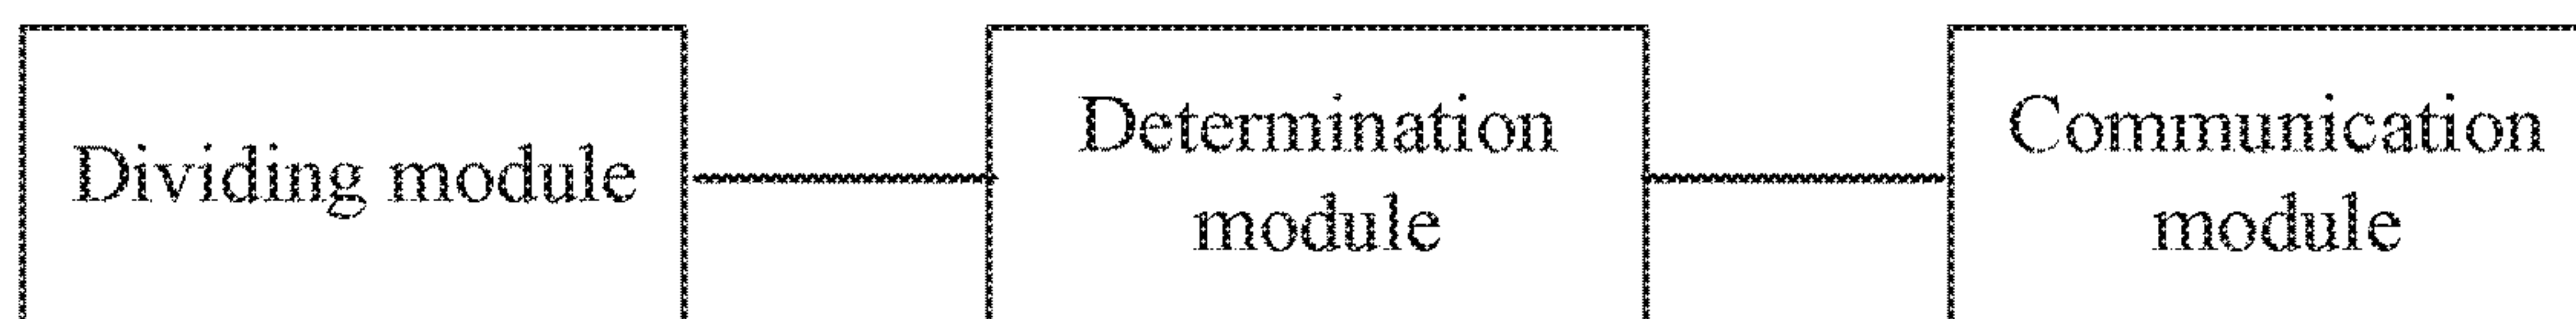 Dividing module
Determination
module
Communication
module